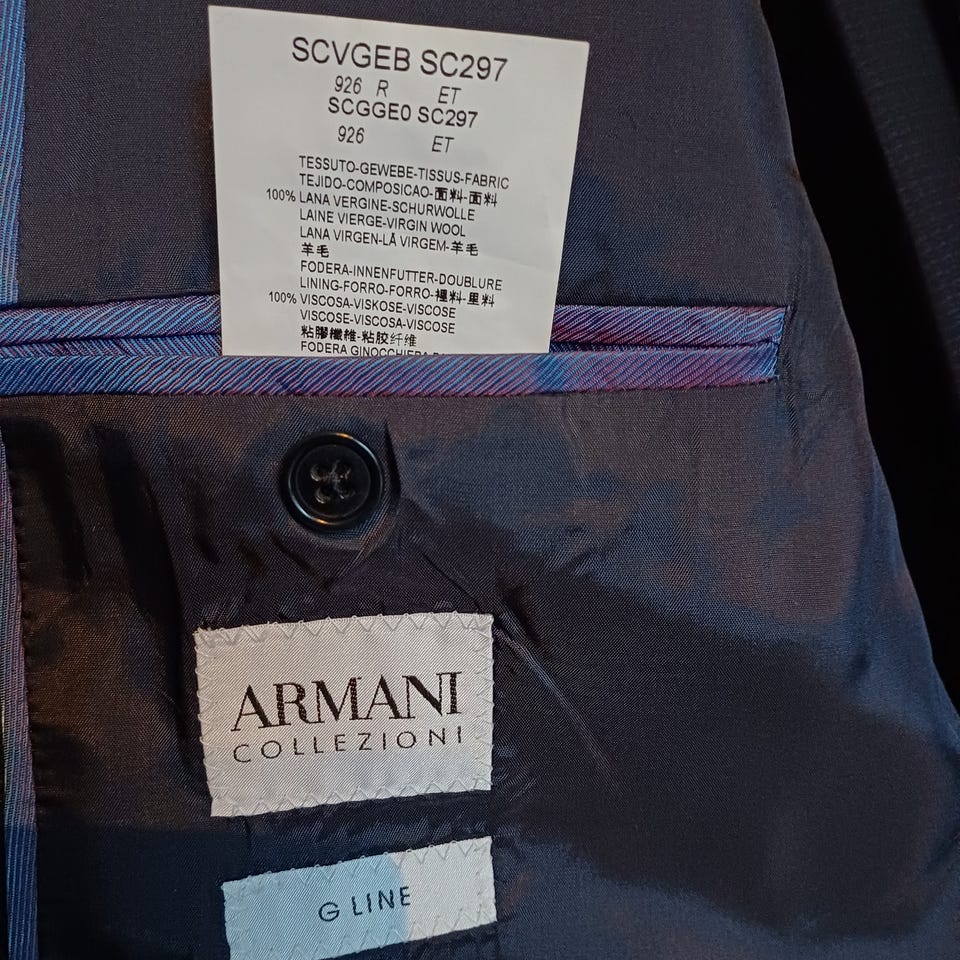 SCVGEB SC297
926 R ET
SCGGE0 SC297
926 ET
TESSUTO-GEWEBE-TISSUS-FABRIC
TEJIDO-COMPOSICAO-面料-面料
100% LANA VERGINE-SCHURWOLLE
LAINE VIERGE-VIRGIN WOOL
LANA VIRGEN-LÃ VIRGEM-羊毛
羊毛
FODERA-INNENFUTTER-DOUBLURE
LINING-FORRO-FORRO-裡料-里料
100% VISCOSA-VISKOSE-VISCOSE
VISCOSE-VISCOSA-VISCOSE
粘膠纖維-粘胶纤维
FODERA GINOCCHIERA
ARMANI
COLLEZIONI
G LINE